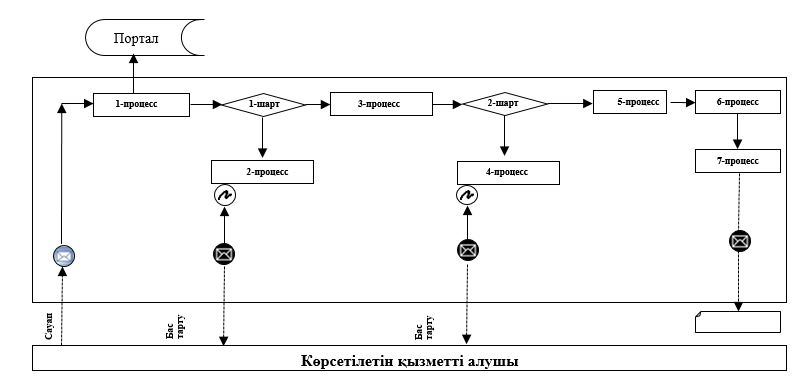 Портал
1-процесс
1-шарт
3-процесс
2-шарт
5-процесс
6-процесс
2-процесс
4-процесс
7-процесс
Сауап
Бас
тарту
Бас
тарту
Көрсетілетін қызметті алушы